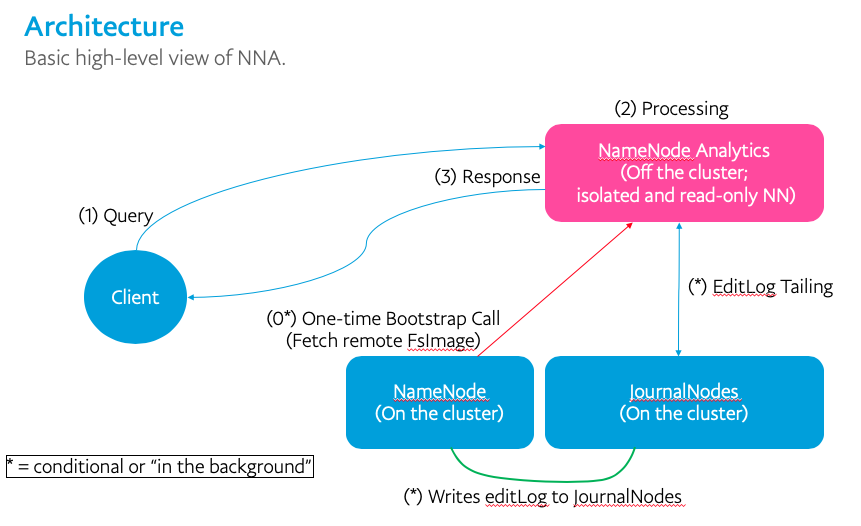 Architecture
Basic high-level view of NNA.
(2) Processing
NameNode Analytics
(Off the cluster;
isolated and read-only NN)
(3) Response
(1) Query
Client
(*) EditLog Tailing
(0*) One-time Bootstrap Call
(Fetch remote FsImage)
NameNode
(On the cluster)
JournalNodes
(On the cluster)
* = conditional or “in the background”
(*) Writes editLog to JournalNodes